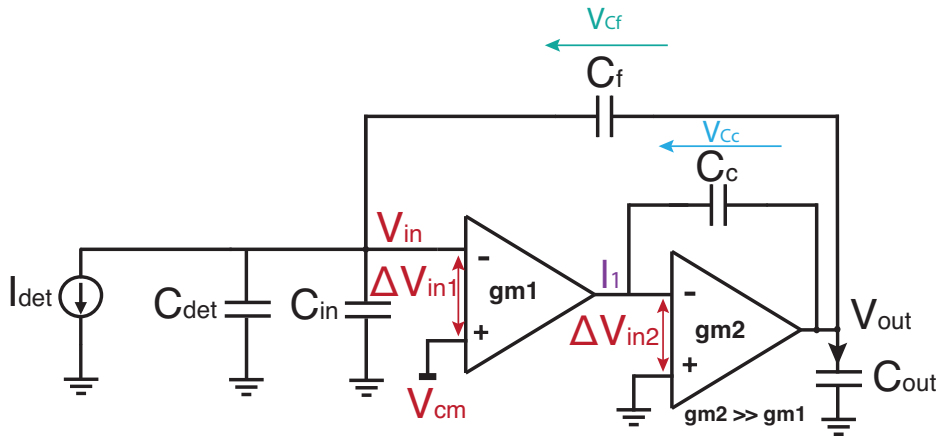 VCf
Cf
VCc
Cc
Vin
-
I1
-
Idet
Cdet
Cin
ΔVin1
gm1
ΔVin2
gm2
Vout
+
+
Vcm
Cout
gm2 >> gm1